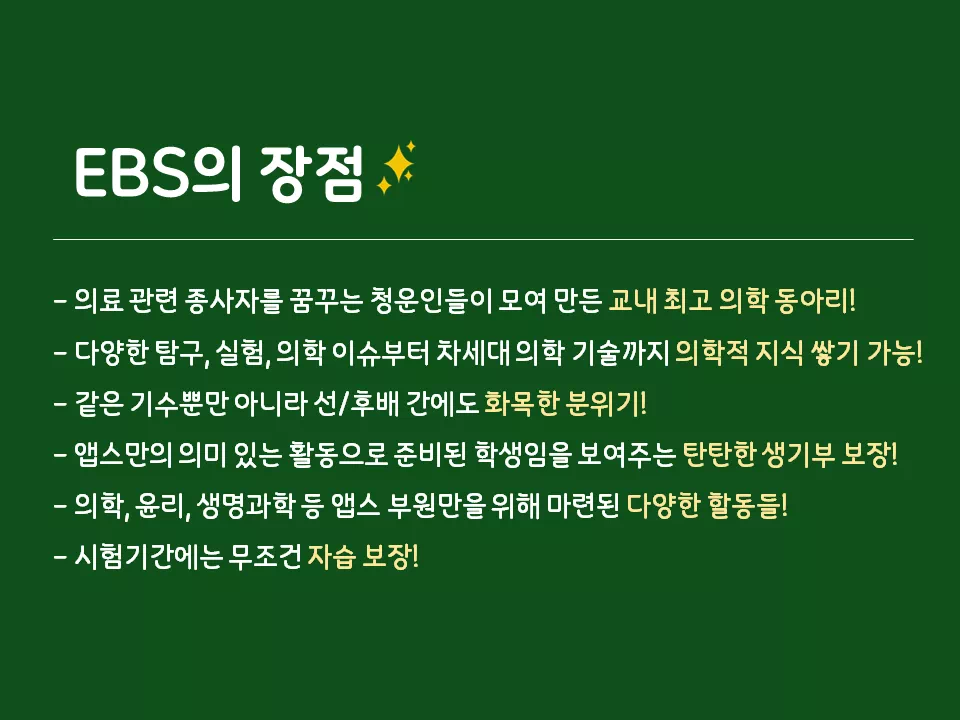 EBS의 장점
- 의료 관련 종사자를 꿈꾸는 청운인들이 모여 만든 교내 최고 의학 동아리!
- 다양한 탐구, 실험, 의학 이슈부터 차세대 의학 기술까지 의학적 지식 쌓기 가능!
- 같은 기수뿐만 아니라 선/후배 간에도 화목한 분위기!
- 앱스만의 의미 있는 활동으로 준비된 학생임을 보여주는 탄탄한 생기부 보장!
- 의학, 윤리, 생명과학 등 앱스 부원만을 위해 마련된 다양한 활동들!
- 시험기간에는 무조건 자습 보장!